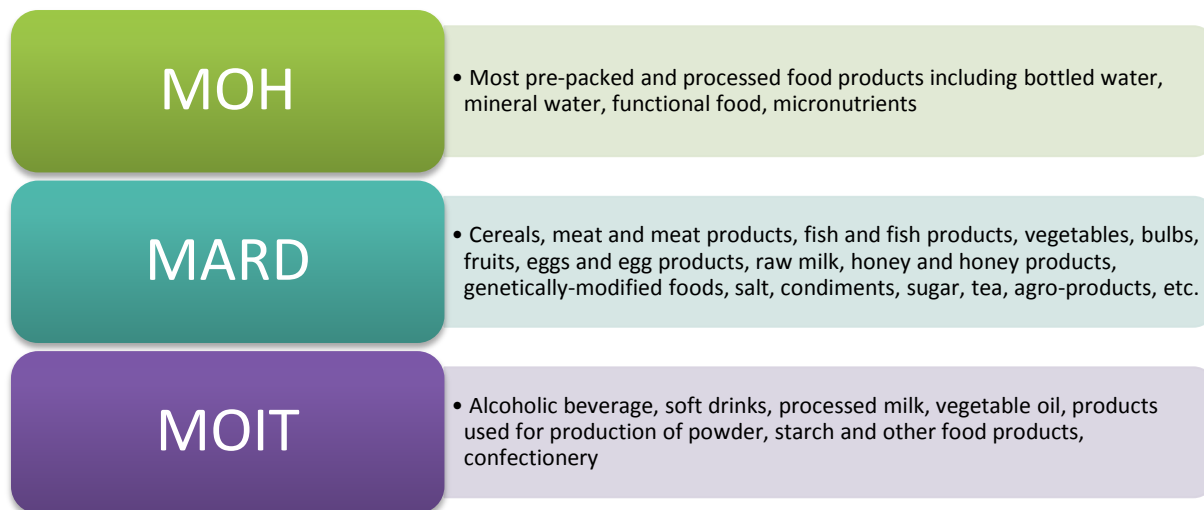 MOH
• Most pre-packed and processed food products including bottled water,
mineral water, functional food, micronutrients
MARD
• Cereals, meat and meat products, fish and fish products, vegetables, bulbs,
fruits, eggs and egg products, raw milk, honey and honey products,
genetically-modified foods, salt, condiments, sugar, tea, agro-products, etc.
MOIT
• Alcoholic beverage, soft drinks, processed milk, vegetable oil, products
used for production of powder, starch and other food products,
confectionery